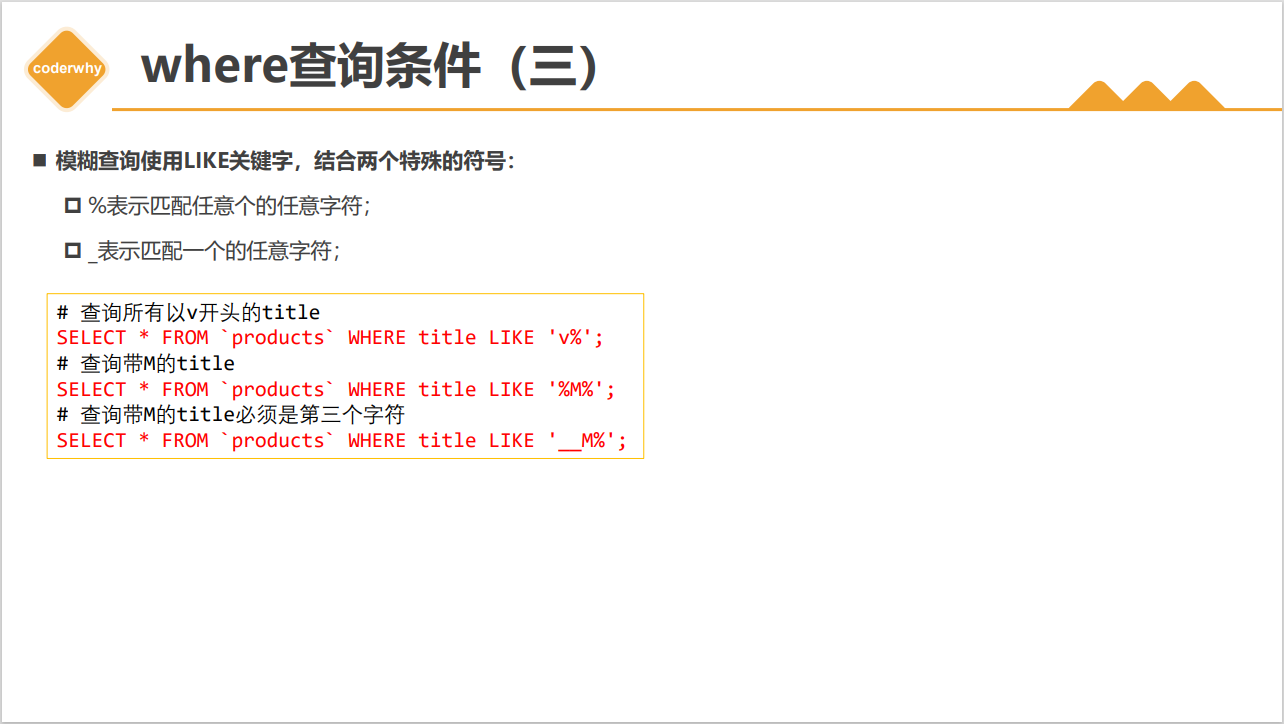 coderwhy
where查询条件（三）
模糊查询使用LIKE关键字，结合两个特殊的符号：
%表示匹配任意个的任意字符；
_表示匹配一个的任意字符；
# 查询所有以v开头的title
SELECT * FROM `products` WHERE title LIKE 'v%';
# 查询带M的title
SELECT * FROM `products` WHERE title LIKE '%M%';
# 查询带M的title必须是第三个字符
SELECT * FROM `products` WHERE title LIKE '__M%';